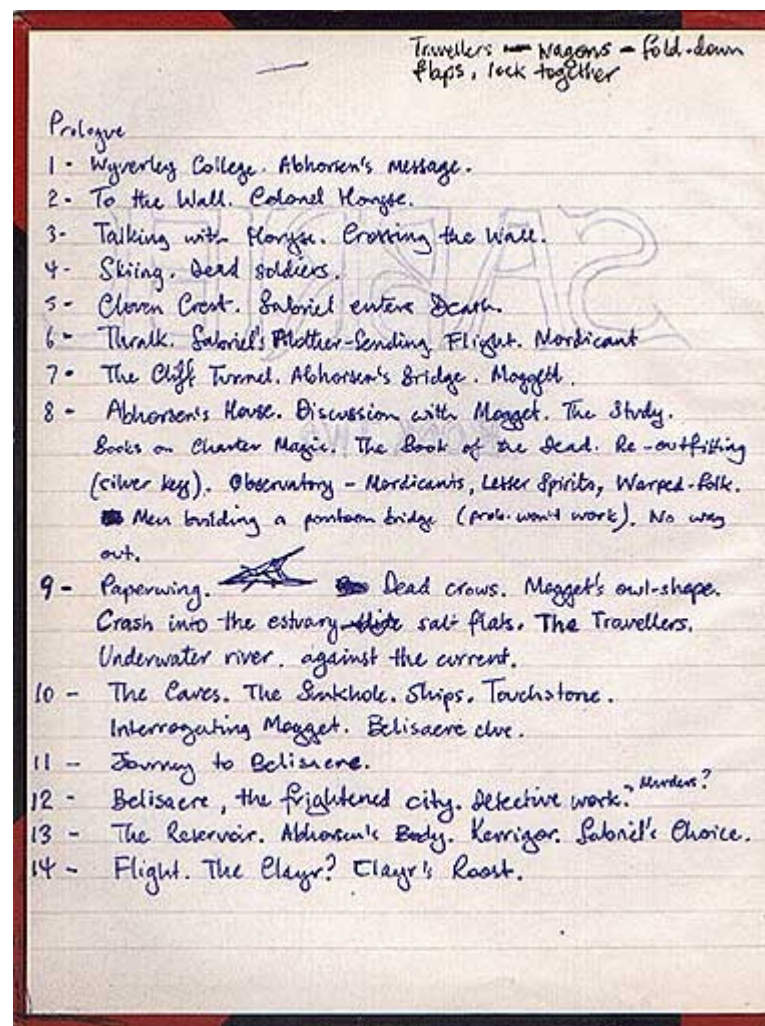 Travellers — Wagons - fold-down
flaps, lock together
Prologue
1 - Wyverley College. Abhorsen's message.
2 - To the Wall. Colonel Horyse.
3 - Talking with Horyse. Crossing the Wall.
4 - Skiing. Dead soldiers.
5 - Cloven Crest. Sabriel enters Death.
6 - Thralk. Sabriel's Mother-Sending Flight. Mordicant
7 - The Cliff Tunnel. Abhorsen's Bridge. Moggett.
8 - Abhorsen's House. Discussion with Mogget. The Study.
Books on Charter Magic. The Book of the Dead. Re-outfitting
(silver key). Observatory - Mordicants, Lesser Spirits, Warped-Folk.
Men building a pontoon bridge (prob. won't work). No way
out.
9 - Paperwing. Dead crows. Mogget's owl-shape.
Crash into the estuary salt flats. The Travellers.
Underwater river. against the current.
10 - The Caves. The Sinkhole. Ships. Touchstone.
Interrogating Mogget. Belisaere clue.
11 - Journey to Belisaere.
12 - Belisaere, the frightened city. Detective work. Murders?
13 - The Reservoir. Abhorsen's Body. Kerrigor. Sabriel's Choice.
14 - Flight. The Clayr? Clayr's Roost.
SABRIEL